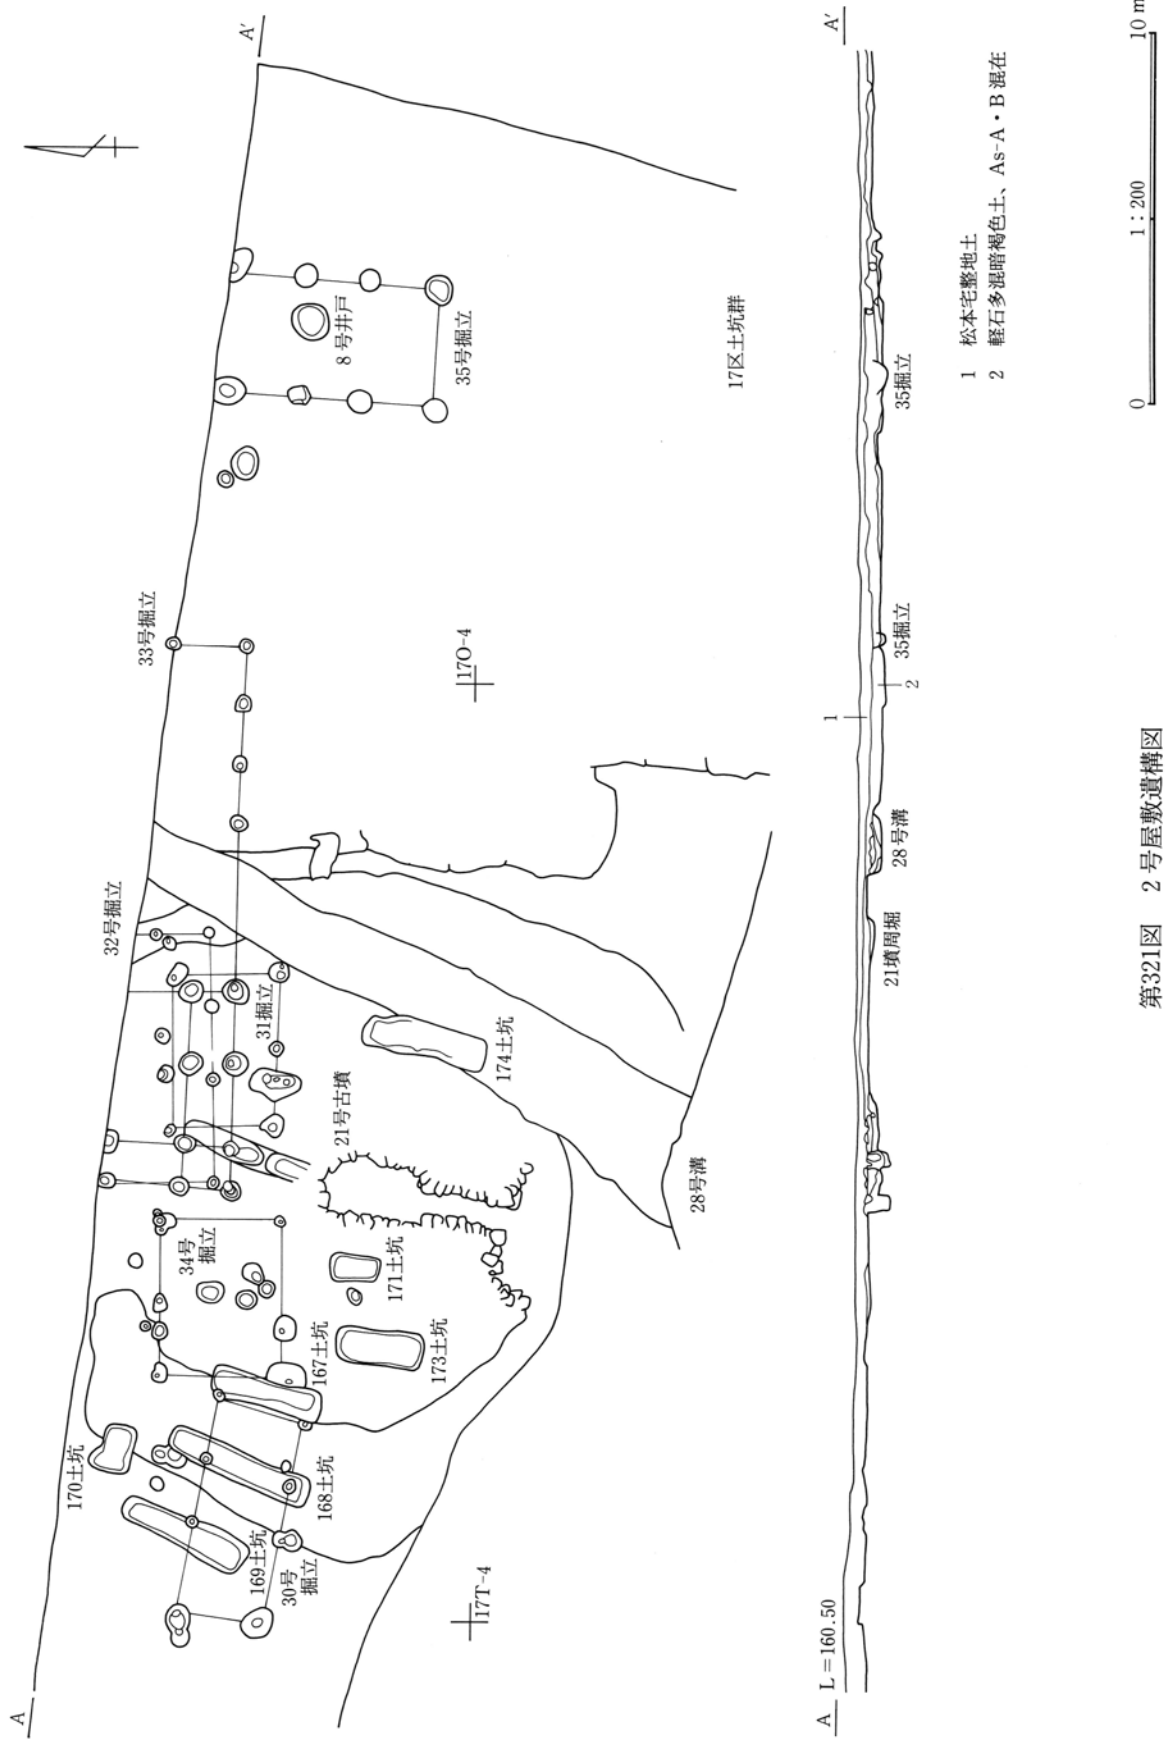 A
A′
33号掘立
32号掘立
31掘立
8号井戸
35号掘立
17O-4
17区土坑群
34号
掘立
21号古墳
174土坑
28号溝
171土坑
173土坑
167土坑
168土坑
170土坑
169土坑
30号
掘立
17T-4
A
L=160.50
A′
21墳周堀
28号溝
1
2
35掘立
35掘立
1 松本宅整地土
2 軽石多混暗褐色土、As-A・B混在
0
1:200
10 m
第321図 2号屋敷遺構図